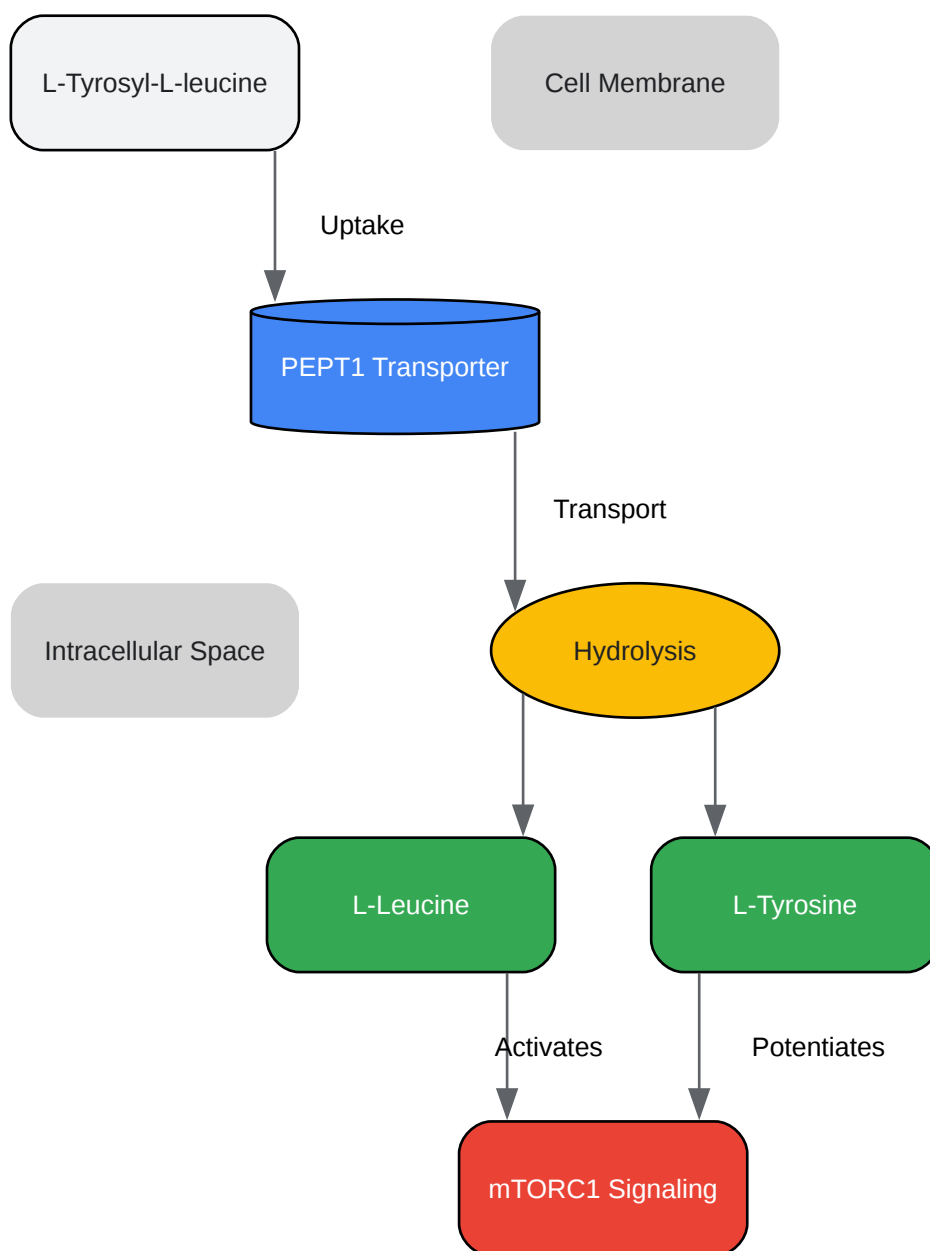 L-Tyrosyl-L-leucine
Cell Membrane
Uptake
PEPT1 Transporter
Transport
Intracellular Space
Hydrolysis
L-Leucine
L-Tyrosine
Activates
Potentiates
mTORC1 Signaling